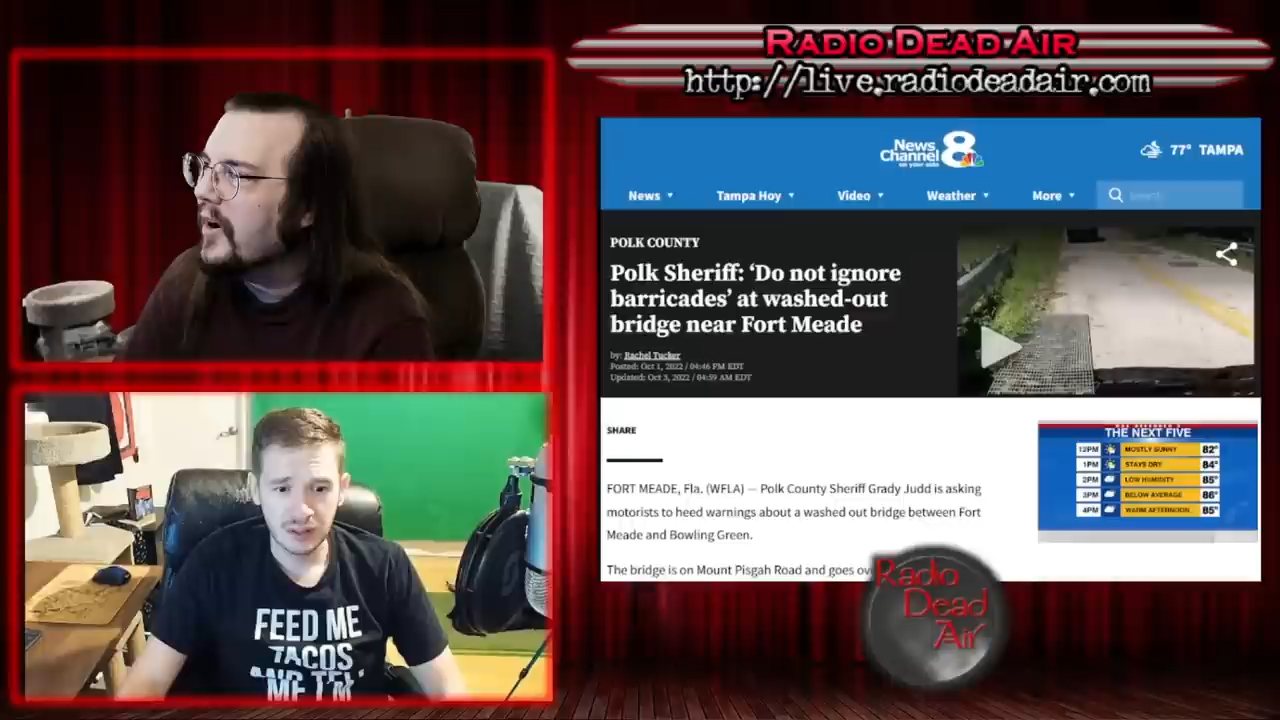 RADIO DEAD AIR
http://live.radiodeadair.com
News
Channel 8
on your side
77° TAMPA
News
Tampa Hoy
Video
Weather
More
POLK COUNTY
Polk Sheriff: ‘Do not ignore
barricades’ at washed-out
bridge near Fort Meade
by: Rachel Tucker
Posted: Oct 1, 2022 / 04:46 PM EDT
Updated: Oct 3, 2022 / 04:59 AM EDT
SHARE
FORT MEADE, Fla. (WFLA) — Polk County Sheriff Grady Judd is asking
motorists to heed warnings about a washed out bridge between Fort
Meade and Bowling Green.
The bridge is on Mount Pisgah Road and goes ov
THE NEXT FIVE
12PM MOSTLY SUNNY 82°
1PM STAYS DRY 84°
2PM LOW HUMIDITY 85°
3PM BELOW AVERAGE 86°
4PM WARM AFTERNOON 85°
Radio
Dead
Air
FEED ME
TACOS
AND TELL
ME I'M